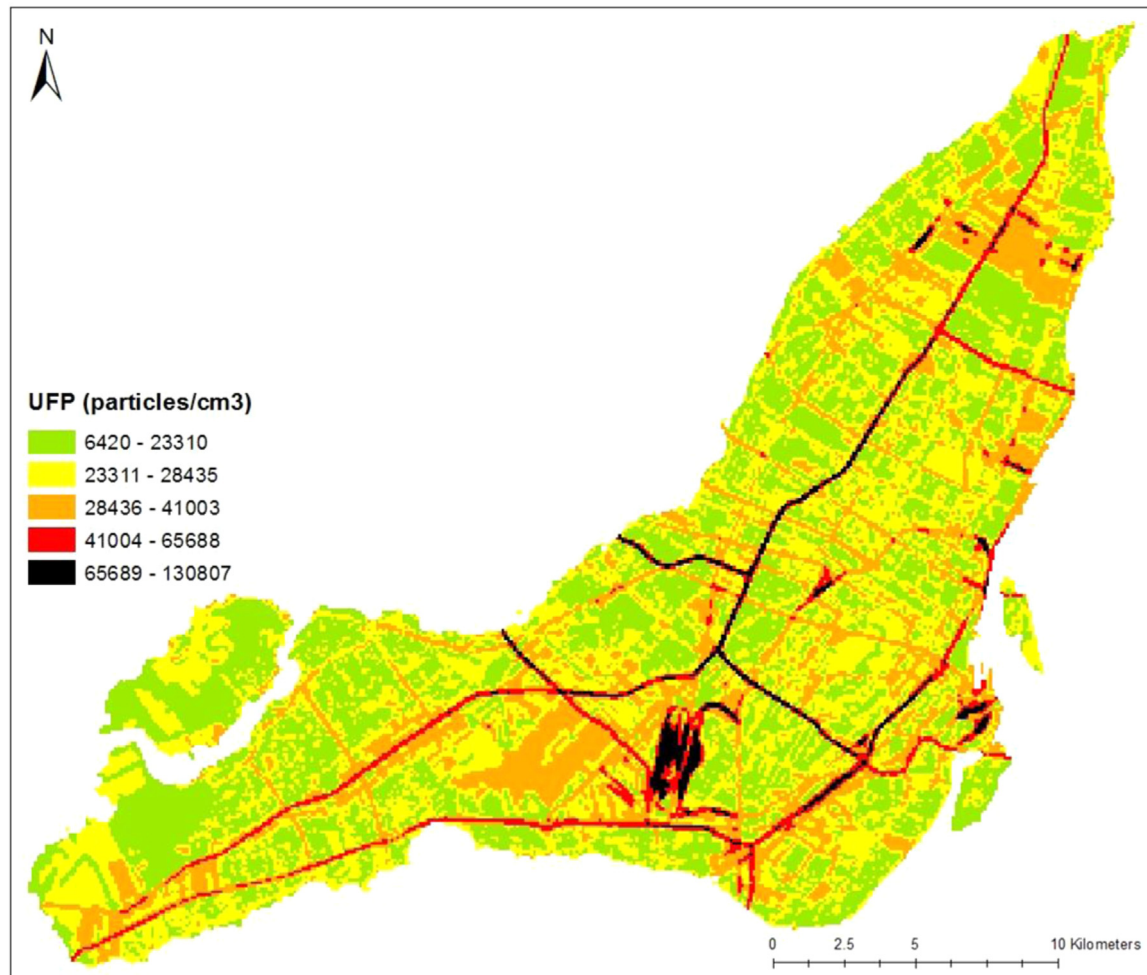 N
UFP (particles/cm3)
6420 - 23310
23311 - 28435
28436 - 41003
41004 - 65688
65689 - 130807
0 2.5 5 10 Kilometers